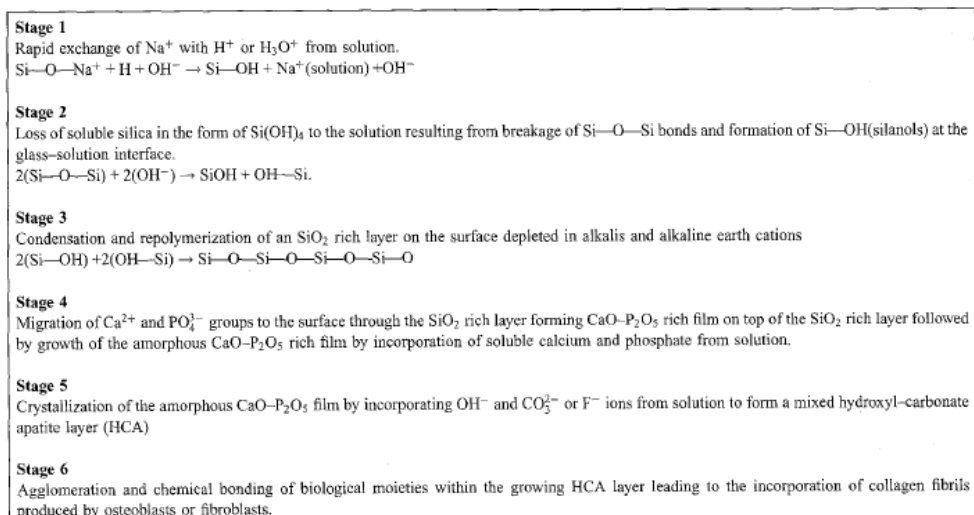 Stage 1
Rapid exchange of Na⁺ with H⁺ or H₃O⁺ from solution.
Si—O—Na⁺ + H + OH⁻ → Si—OH + Na⁺ (solution) +OH⁻
Stage 2
Loss of soluble silica in the form of Si(OH)₄ to the solution resulting from breakage of Si—O—Si bonds and formation of Si—OH(silanols) at the
glass–solution interface.
2(Si—O—Si) + 2(OH⁻) → SiOH + OH—Si.
Stage 3
Condensation and repolymerization of an SiO₂ rich layer on the surface depleted in alkalis and alkaline earth cations
2(Si—OH) +2(OH—Si) → Si—O—Si—O—Si—O—Si—O
Stage 4
Migration of Ca²⁺ and PO₄³⁻ groups to the surface through the SiO₂ rich layer forming CaO–P₂O₅ rich film on top of the SiO₂ rich layer followed
by growth of the amorphous CaO–P₂O₅ rich film by incorporation of soluble calcium and phosphate from solution.
Stage 5
Crystallization of the amorphous CaO–P₂O₅ film by incorporating OH⁻ and CO₃²⁻ or F⁻ ions from solution to form a mixed hydroxyl–carbonate
apatite layer (HCA)
Stage 6
Agglomeration and chemical bonding of biological moieties within the growing HCA layer leading to the incorporation of collagen fibrils
produced by osteoblasts or fibroblasts.